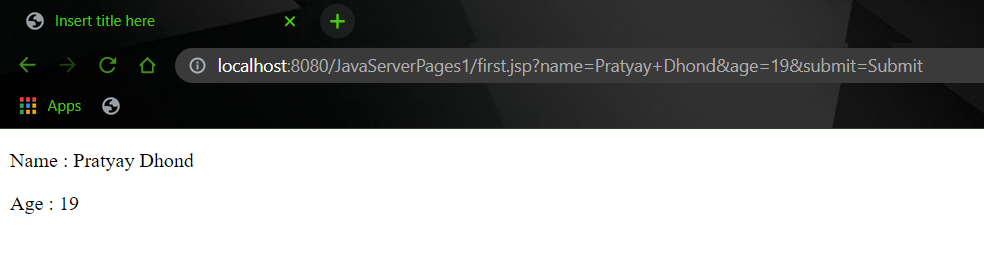 Insert title here
localhost:8080/JavaServerPages1/first.jsp?name=Pratyay+Dhond&age=19&submit=Submit
Apps
Name : Pratyay Dhond
Age : 19